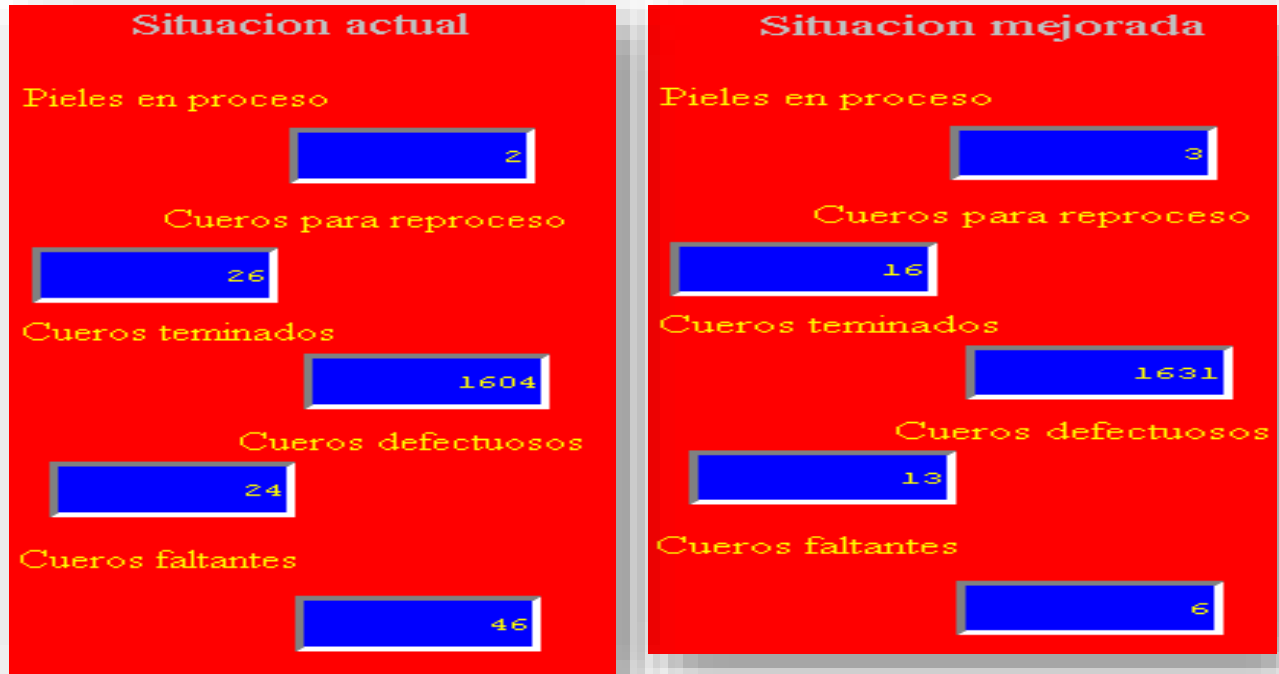 Situacion actual
Pieles en proceso
2
Cueros para reproceso
26
Cueros teminados
1604
Cueros defectuosos
24
Cueros faltantes
46
Situacion mejorada
Pieles en proceso
3
Cueros para reproceso
16
Cueros teminados
1631
Cueros defectuosos
13
Cueros faltantes
6